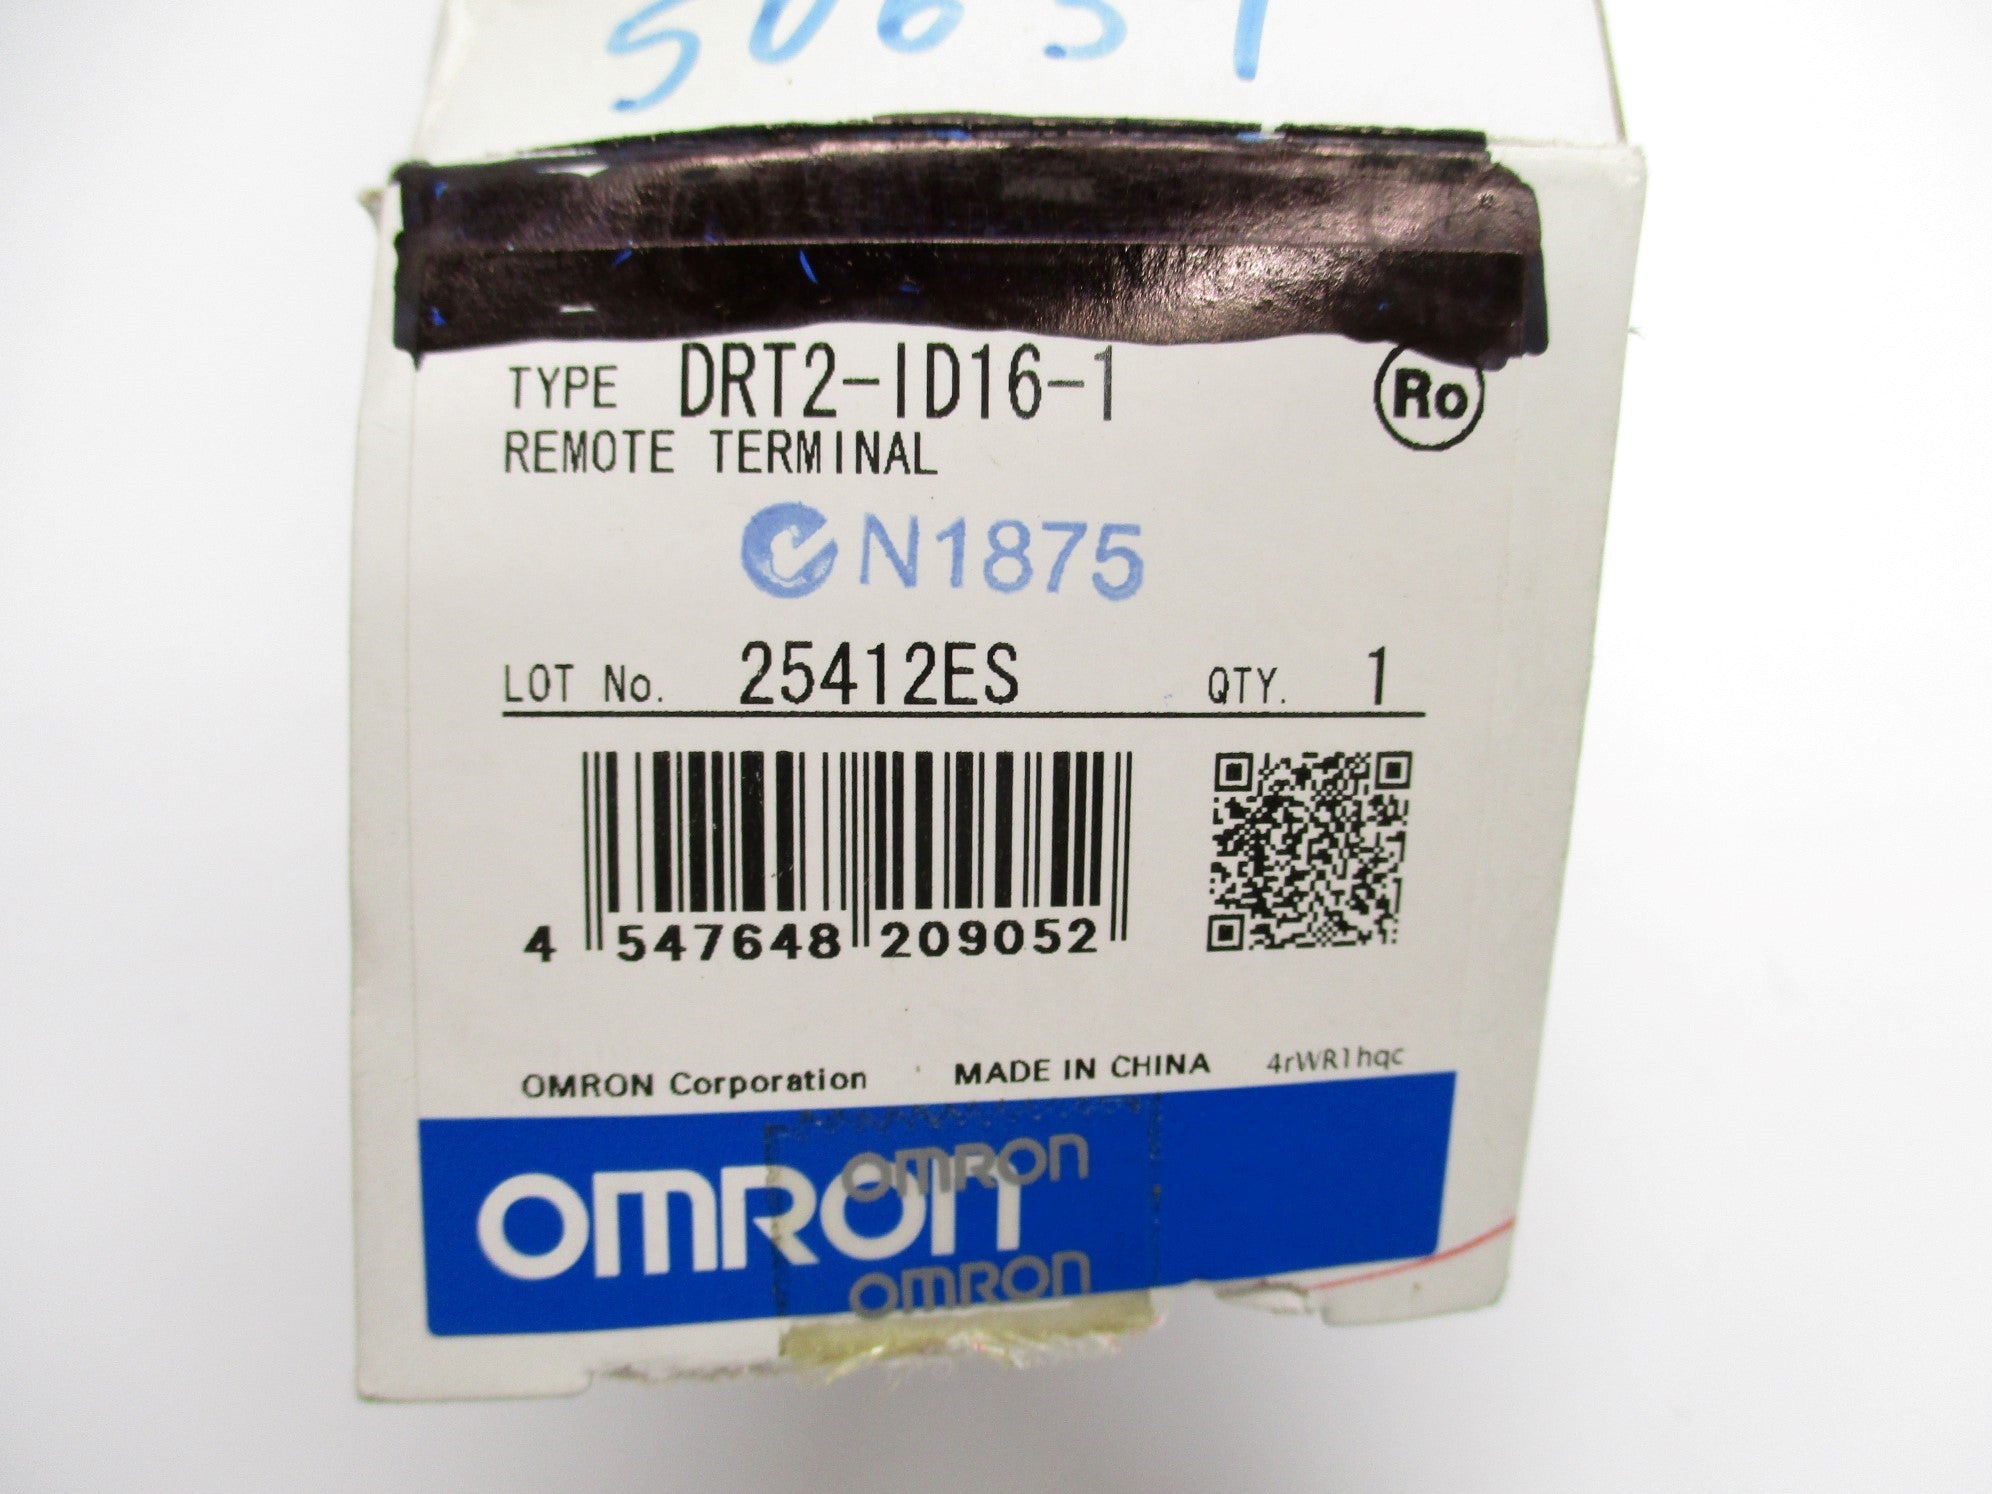 TYPE DRT2-ID16-1
Ro
REMOTE TERMINAL
N1875
LOT No. 25412ES QTY. 1
4 547648 209052
OMRON Corporation MADE IN CHINA 4rWR1hqc
OMRON
OMRON
OMRON